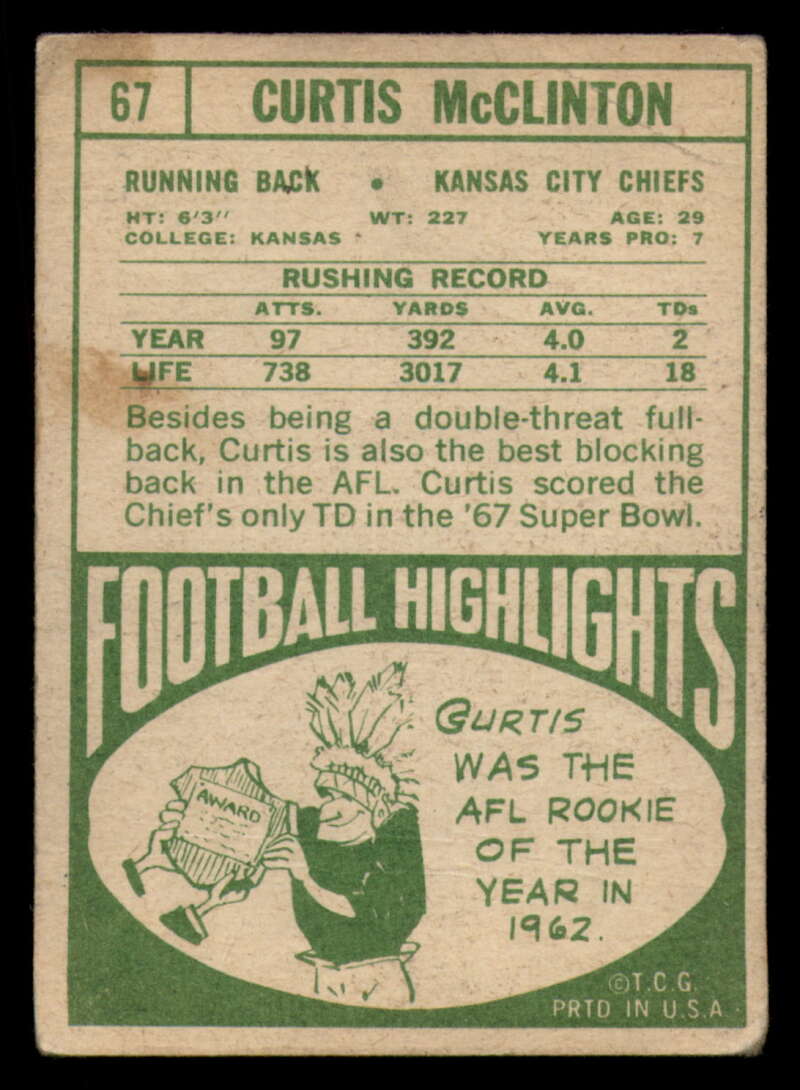 67 CURTIS McCLINTON
RUNNING BACK • KANSAS CITY CHIEFS
HT: 6'3" WT: 227 AGE: 29
COLLEGE: KANSAS YEARS PRO: 7
RUSHING RECORD
ATTS. YARDS AVG. TDs
YEAR 97 392 4.0 2
LIFE 738 3017 4.1 18
Besides being a double-threat full-
back, Curtis is also the best blocking
back in the AFL. Curtis scored the
Chief's only TD in the '67 Super Bowl.
FOOTBALL HIGHLIGHTS
AWARD
CURTIS
WAS THE
AFL ROOKIE
OF THE
YEAR IN
1962.
©T.C.G.
PRTD IN U.S.A